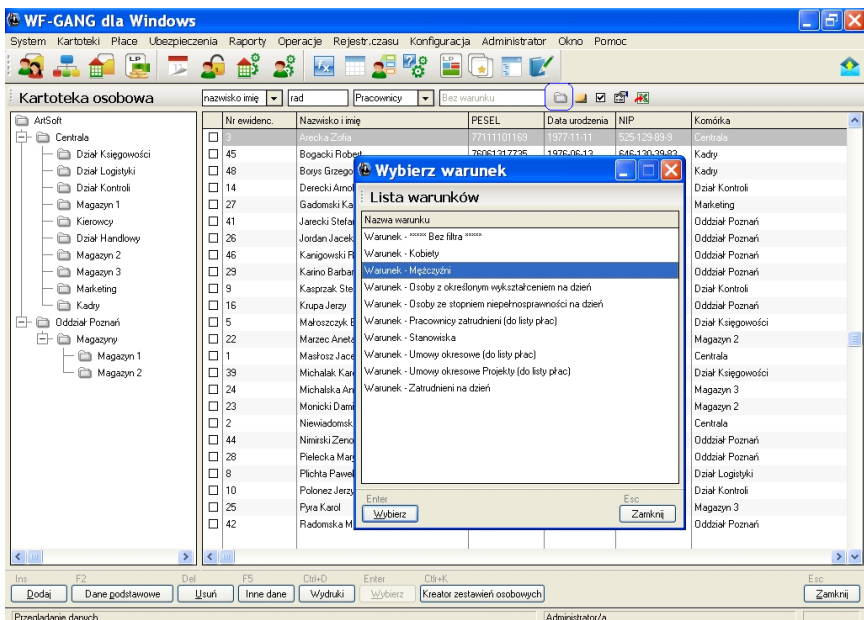 WF-GANG dla Windows
System Kartoteki Płace Ubezpieczenia Raporty Operacje Rejestr.czasu Konfiguracja Administrator Okno Pomoc
Kartoteka osobowa nazwisko imię rad Pracownicy Bez warunku
ArtSoft
Centrala
Dział Księgowości
Dział Logistyki
Dział Kontroli
Magazyn 1
Kierowcy
Dział Handlowy
Magazyn 2
Magazyn 3
Marketing
Kadry
Oddział Poznań
Magazyny
Magazyn 1
Magazyn 2
Nr ewidenc. Nazwisko i imię PESEL Data urodzenia NIP Komórka
3 Arecka Zofia 77111101169 1977-11-11 525-129-89-9 Centrala
45 Bogacki Robert 76061317735 1976-06-13 646-130-39-83 Kadry
48 Borys Grzego Kadry
14 Derecki Arnol Dział Kontroli
27 Gadomski Ka Marketing
41 Jarecki Stefa Oddział Poznań
26 Jordan Jacek Oddział Poznań
46 Kanigowski R Oddział Poznań
29 Karino Barbar Oddział Poznań
9 Kasprzak Ste Dział Kontroli
16 Krupa Jerzy Oddział Poznań
5 Małoszczyk E Dział Księgowości
22 Marzec Aneta Magazyn 2
1 Masłosz Jace Centrala
39 Michalak Kar Dział Księgowości
24 Michalska An Magazyn 3
23 Monicki Dami Magazyn 2
2 Niewiadomsk Centrala
44 Nimirski Zeno Oddział Poznań
28 Pielecka Mar Oddział Poznań
8 Plichta Paweł Dział Logistyki
10 Polonez Jerzy Dział Kontroli
25 Pyra Karol Magazyn 3
42 Radomska M Oddział Poznań
Wybierz warunek
Lista warunków
Nazwa warunku
Warunek - ***** Bez filtra *****
Warunek - Kobiety
Warunek - Mężczyźni
Warunek - Osoby z określonym wykształceniem na dzień
Warunek - Osoby ze stopniem niepełnosprawności na dzień
Warunek - Pracownicy zatrudnieni (do listy płac)
Warunek - Stanowiska
Warunek - Umowy okresowe (do listy płac)
Warunek - Umowy okresowe Projekty (do listy płac)
Warunek - Zatrudnieni na dzień
Enter Esc
Wybierz Zamknij
Ins F2 Del F5 Ctrl+D Enter Ctlr+K Esc
Dodaj Dane podstawowe Usuń Inne dane Wydruki Wybierz Kreator zestawień osobowych Zamknij
Przeglądanie danych Administrator/a